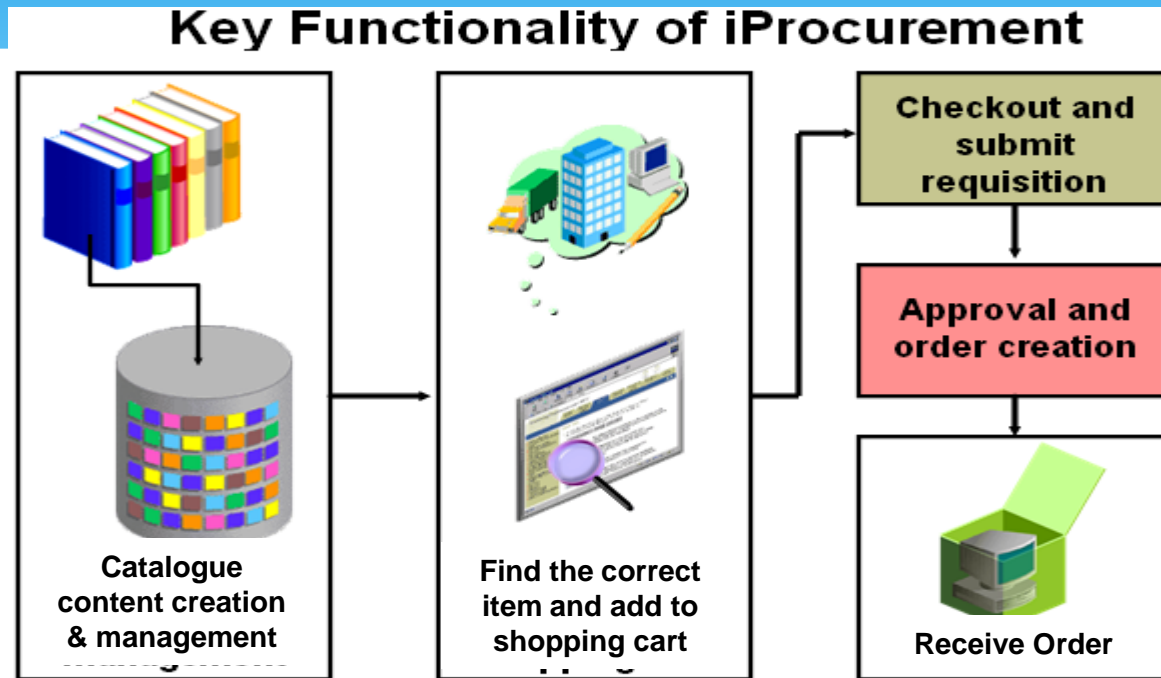 Key Functionality of iProcurement
Catalogue
content creation
& management
Find the correct
item and add to
shopping cart
Checkout and
submit
requisition
Approval and
order creation
Receive Order